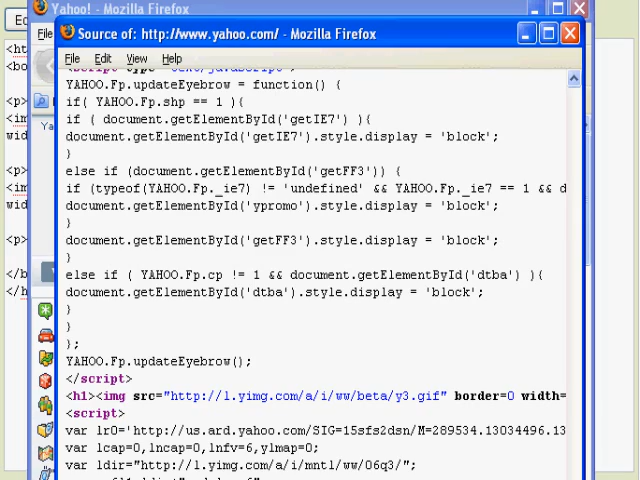 Yahoo! - Mozilla Firefox
Source of: http://www.yahoo.com/ - Mozilla Firefox
File Edit View Help
YAHOO.Fp.updateEyebrow = function() {
if( YAHOO.Fp.shp == 1 ){
if ( document.getElementById('getIE7') ){
document.getElementById('getIE7').style.display = 'block';
}
else if (document.getElementById('getFF3')) {
if (typeof(YAHOO.Fp._ie7) != 'undefined' && YAHOO.Fp._ie7 == 1 && d
document.getElementById('ypromo').style.display = 'block';
}
document.getElementById('getFF3').style.display = 'block';
}
else if ( YAHOO.Fp.cp != 1 && document.getElementById('dtba') ){
document.getElementById('dtba').style.display = 'block';
}
}
};
YAHOO.Fp.updateEyebrow();
</script>
<h1><img src="http://l.yimg.com/a/i/ww/beta/y3.gif" border=0 width=
<script>
var lr0='http://us.ard.yahoo.com/SIG=15sfs2dsn/M=289534.13034496.13
var lcap=0,lncap=0,lnfv=6,ylmap=0;
var ldir="http://l.yimg.com/a/i/mntl/ww/06q3/";